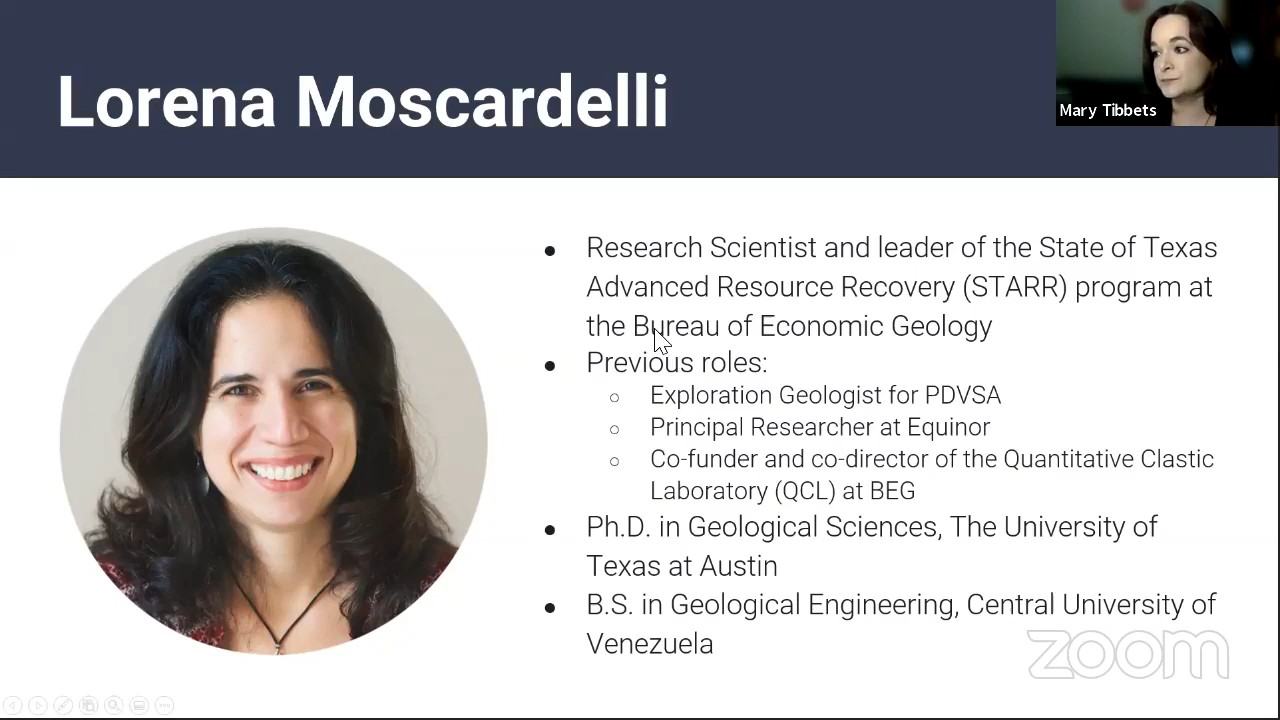 Lorena Moscardelli
Mary Tibbets
● Research Scientist and leader of the State of Texas
Advanced Resource Recovery (STARR) program at
the Bureau of Economic Geology
● Previous roles:
○ Exploration Geologist for PDVSA
○ Principal Researcher at Equinor
○ Co-funder and co-director of the Quantitative Clastic
Laboratory (QCL) at BEG
● Ph.D. in Geological Sciences, The University of
Texas at Austin
● B.S. in Geological Engineering, Central University of
Venezuela
zoom